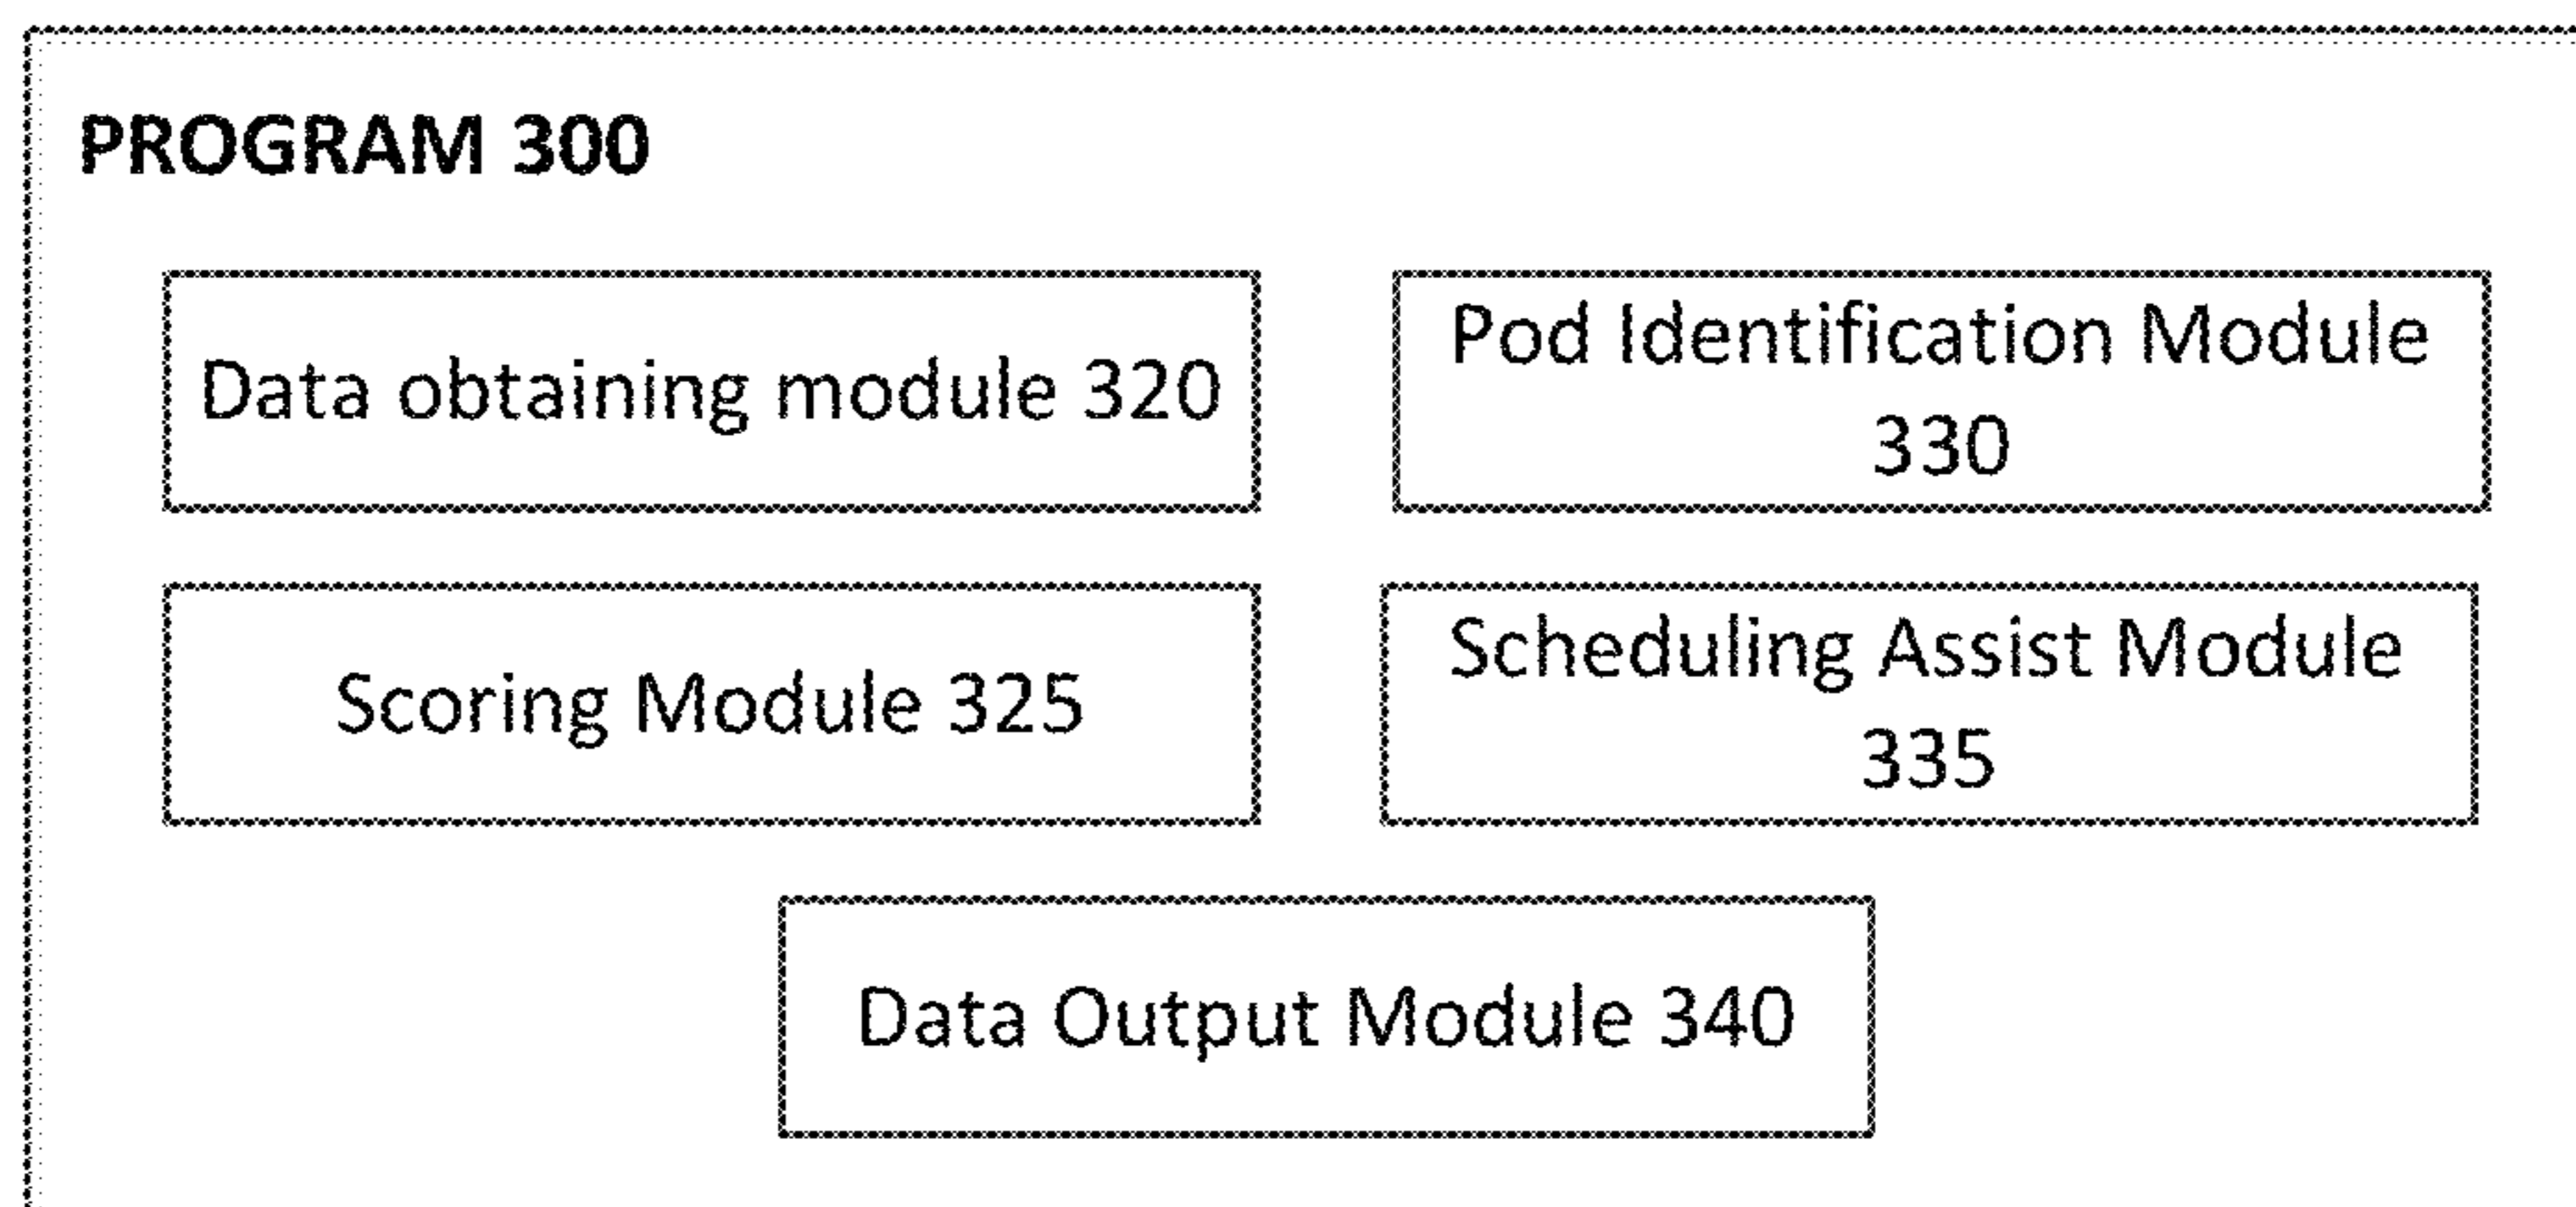 PROGRAM 300
Data obtaining module 320
Pod Identification Module
330
Scoring Module 325
Scheduling Assist Module
335
Data Output Module 340